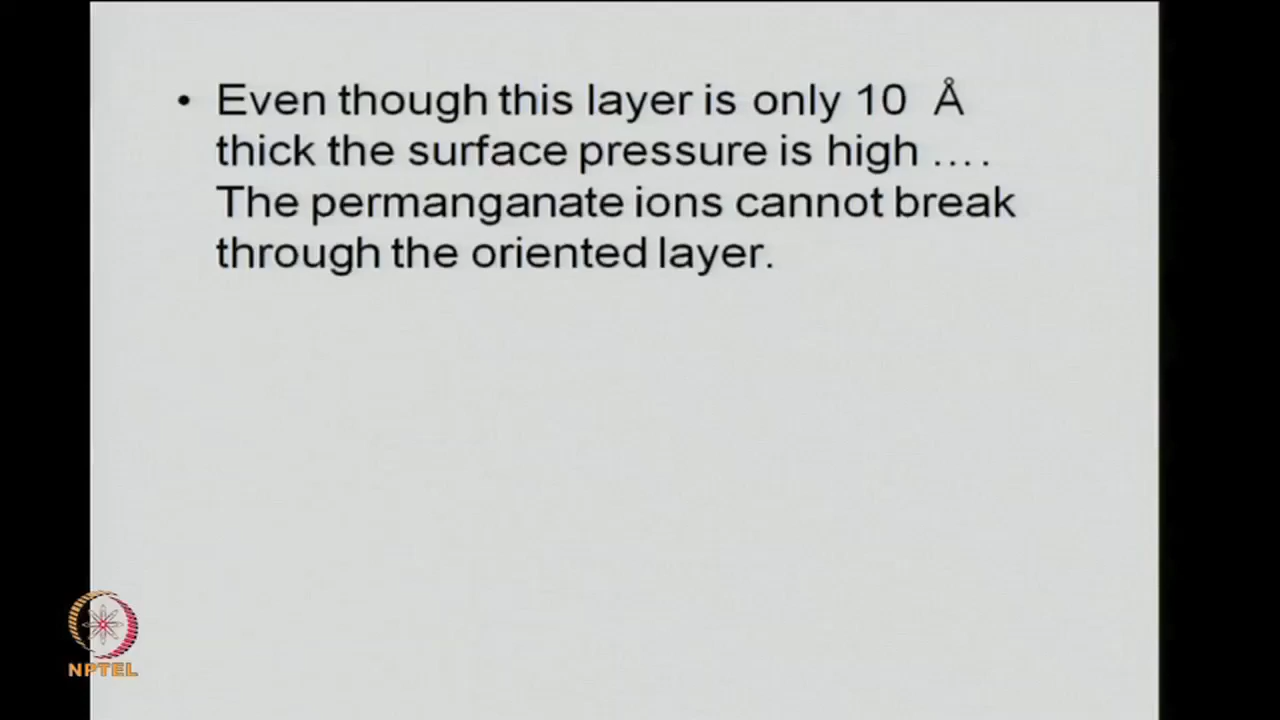 • Even though this layer is only 10 Å
thick the surface pressure is high ….
The permanganate ions cannot break
through the oriented layer.
NPTEL